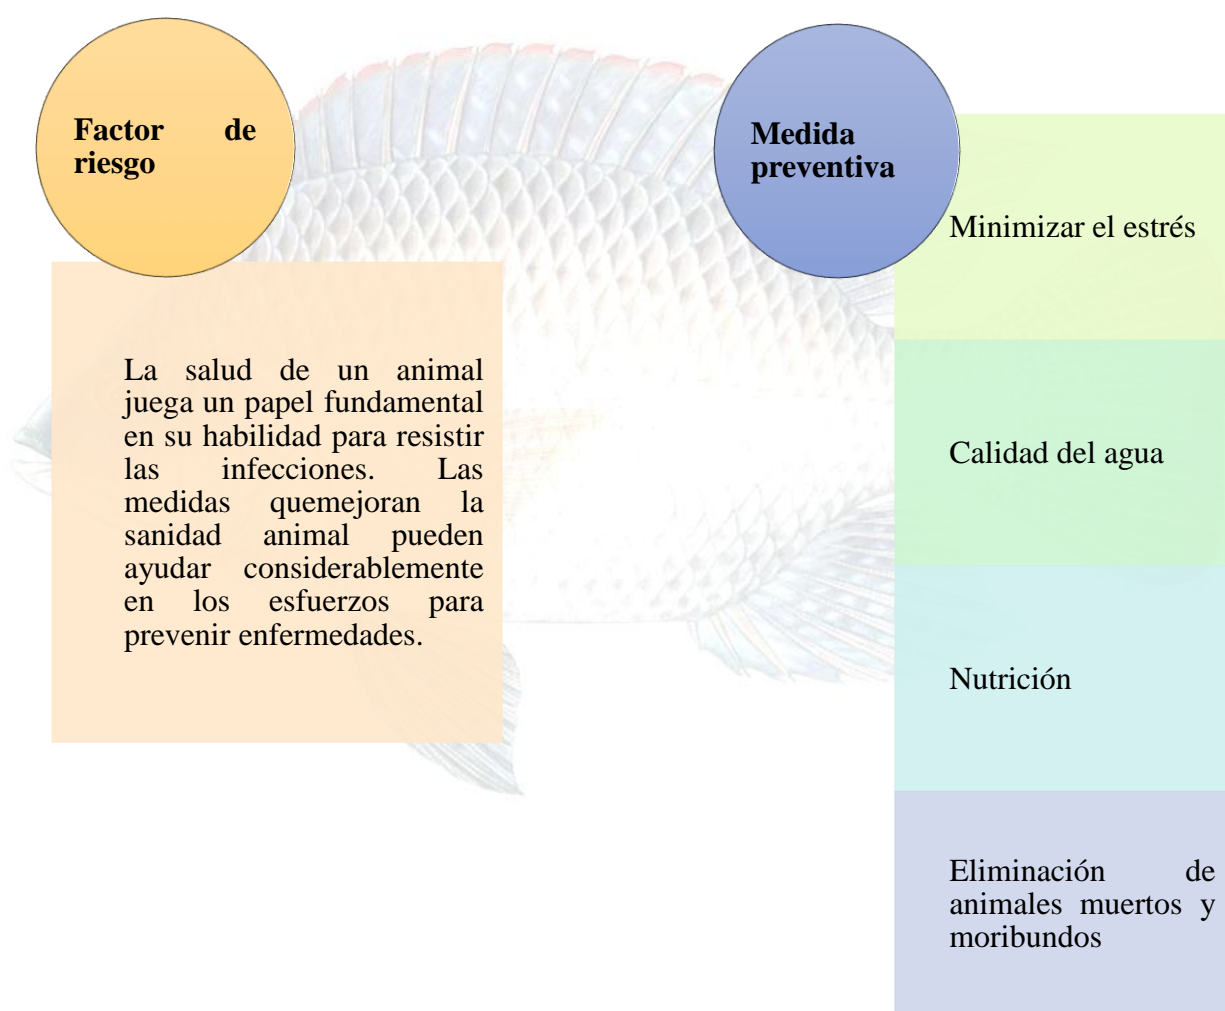 Factor de
riesgo
La salud de un animal
juega un papel fundamental
en su habilidad para resistir
las infecciones. Las
medidas quemejoran la
sanidad animal pueden
ayudar considerablemente
en los esfuerzos para
prevenir enfermedades.
Medida
preventiva
Minimizar el estrés
Calidad del agua
Nutrición
Eliminación de
animales muertos y
moribundos